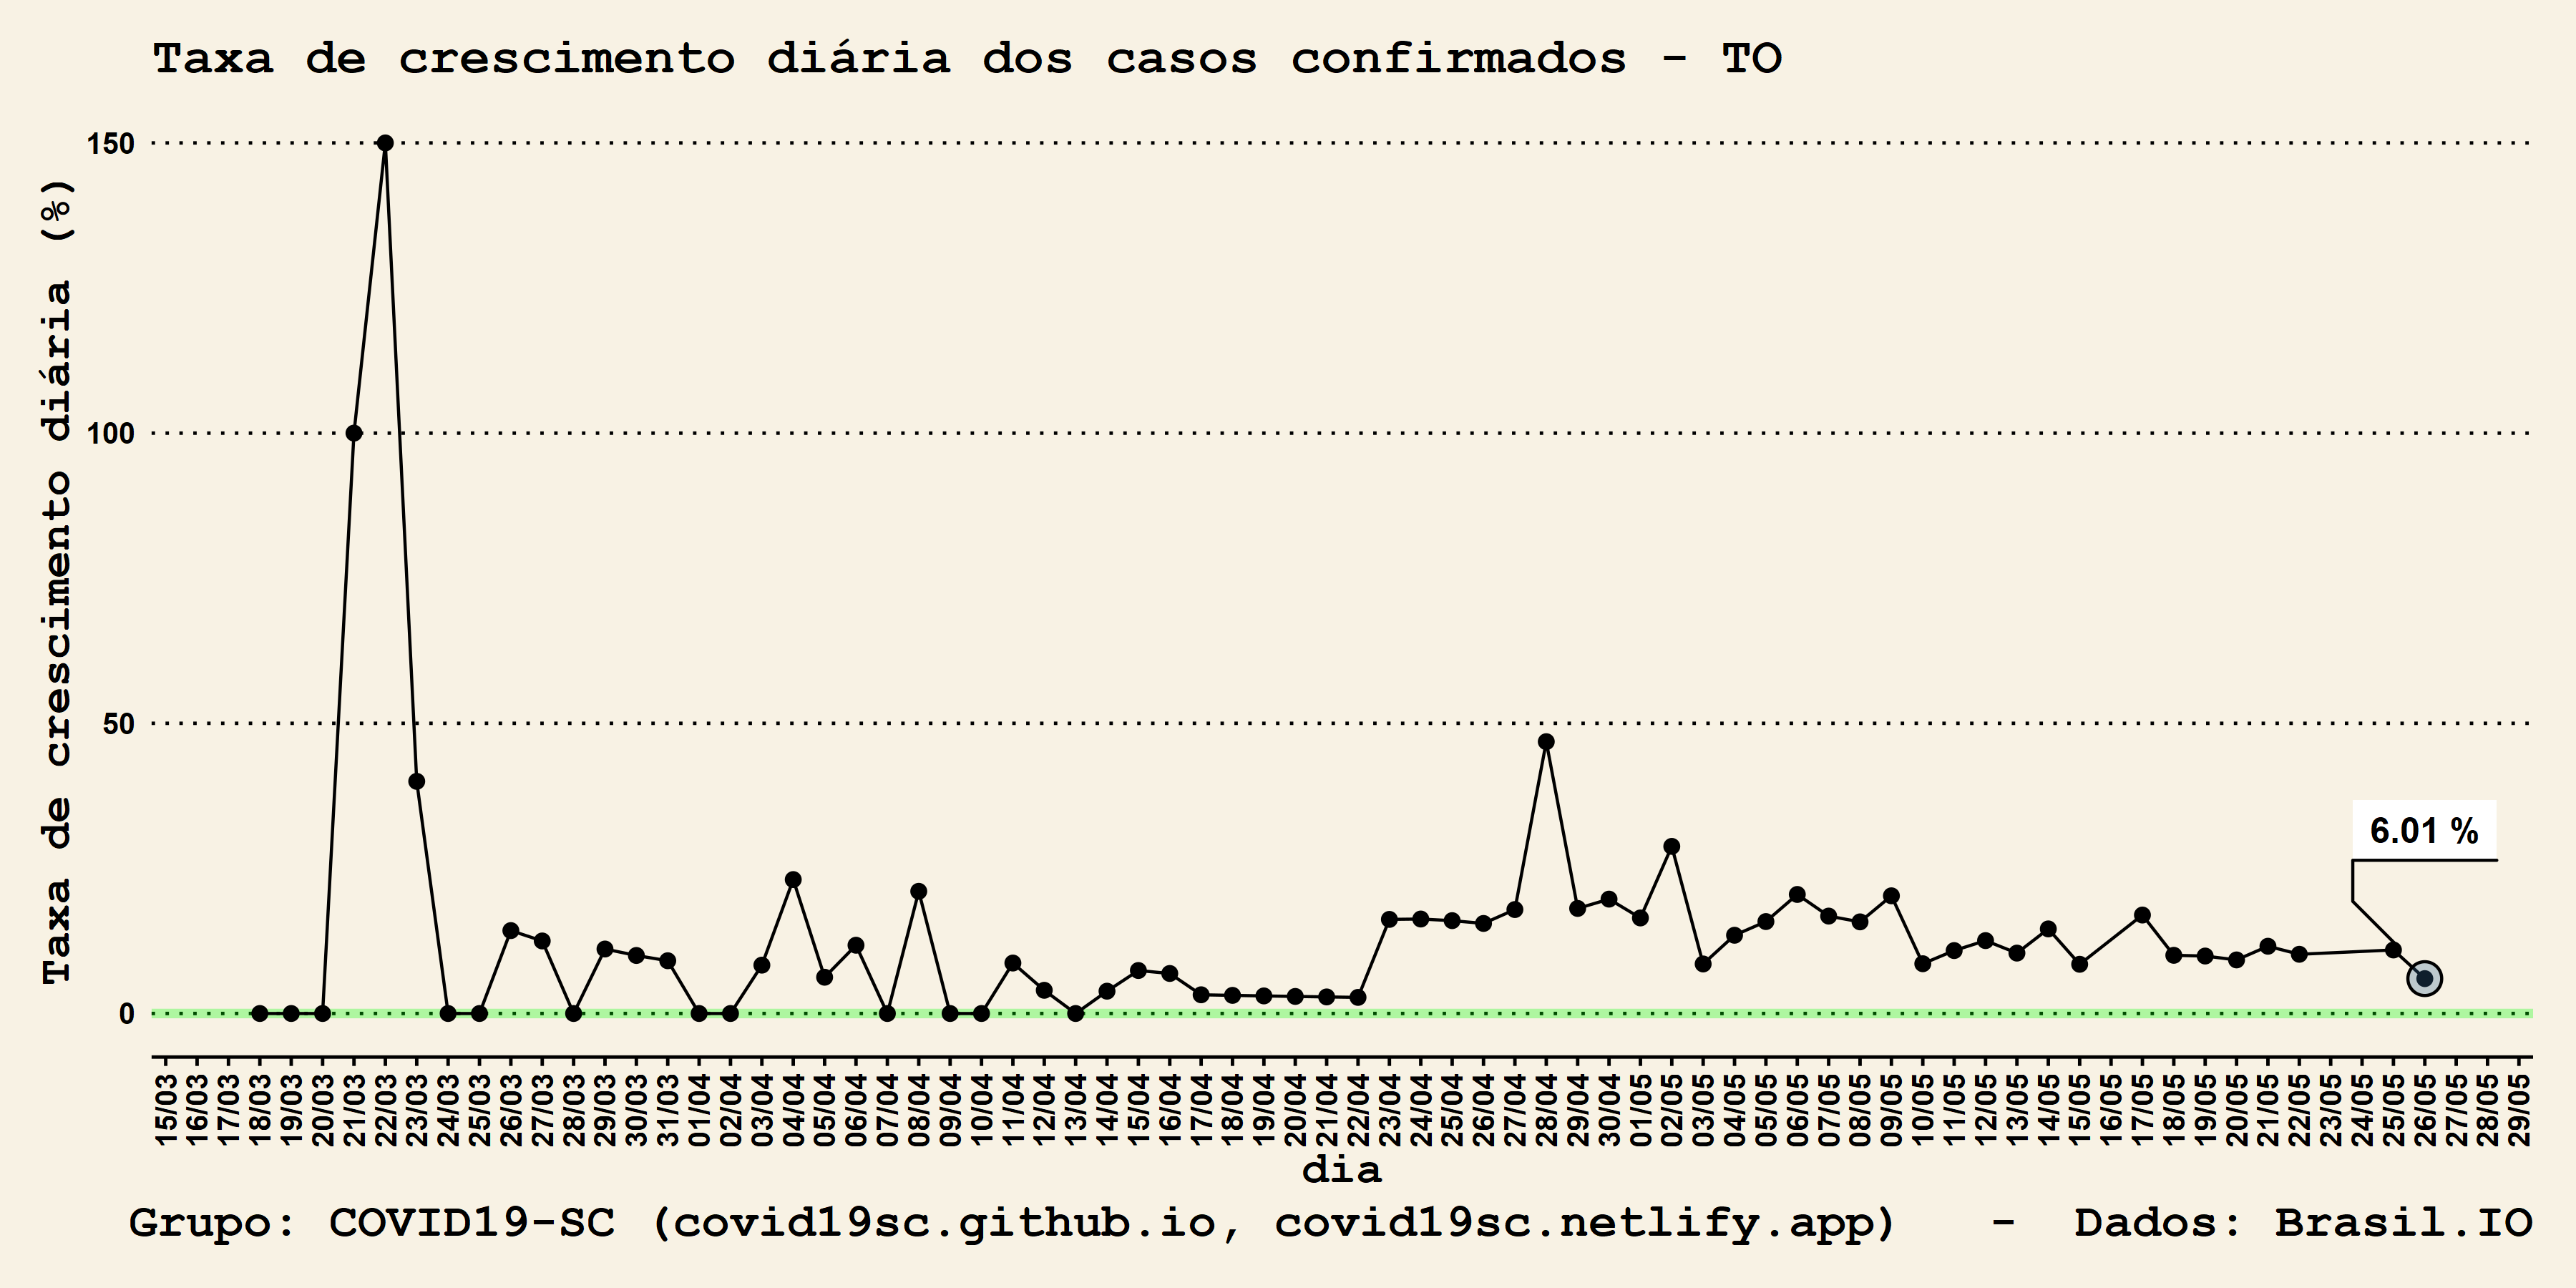 Taxa de crescimento diária dos casos confirmados - TO
Taxa de crescimento diária (%)
150
100
50
0
6.01 %
15/03 16/03 17/03 18/03 19/03 20/03 21/03 22/03 23/03 24/03 25/03 26/03 27/03 28/03 29/03 30/03 31/03 01/04 02/04 03/04 04/04 05/04 06/04 07/04 08/04 09/04 10/04 11/04 12/04 13/04 14/04 15/04 16/04 17/04 18/04 19/04 20/04 21/04 22/04 23/04 24/04 25/04 26/04 27/04 28/04 29/04 30/04 01/05 02/05 03/05 04/05 05/05 06/05 07/05 08/05 09/05 10/05 11/05 12/05 13/05 14/05 15/05 16/05 17/05 18/05 19/05 20/05 21/05 22/05 23/05 24/05 25/05 26/05 27/05 28/05 29/05
dia
Grupo: COVID19-SC (covid19sc.github.io, covid19sc.netlify.app) - Dados: Brasil.IO